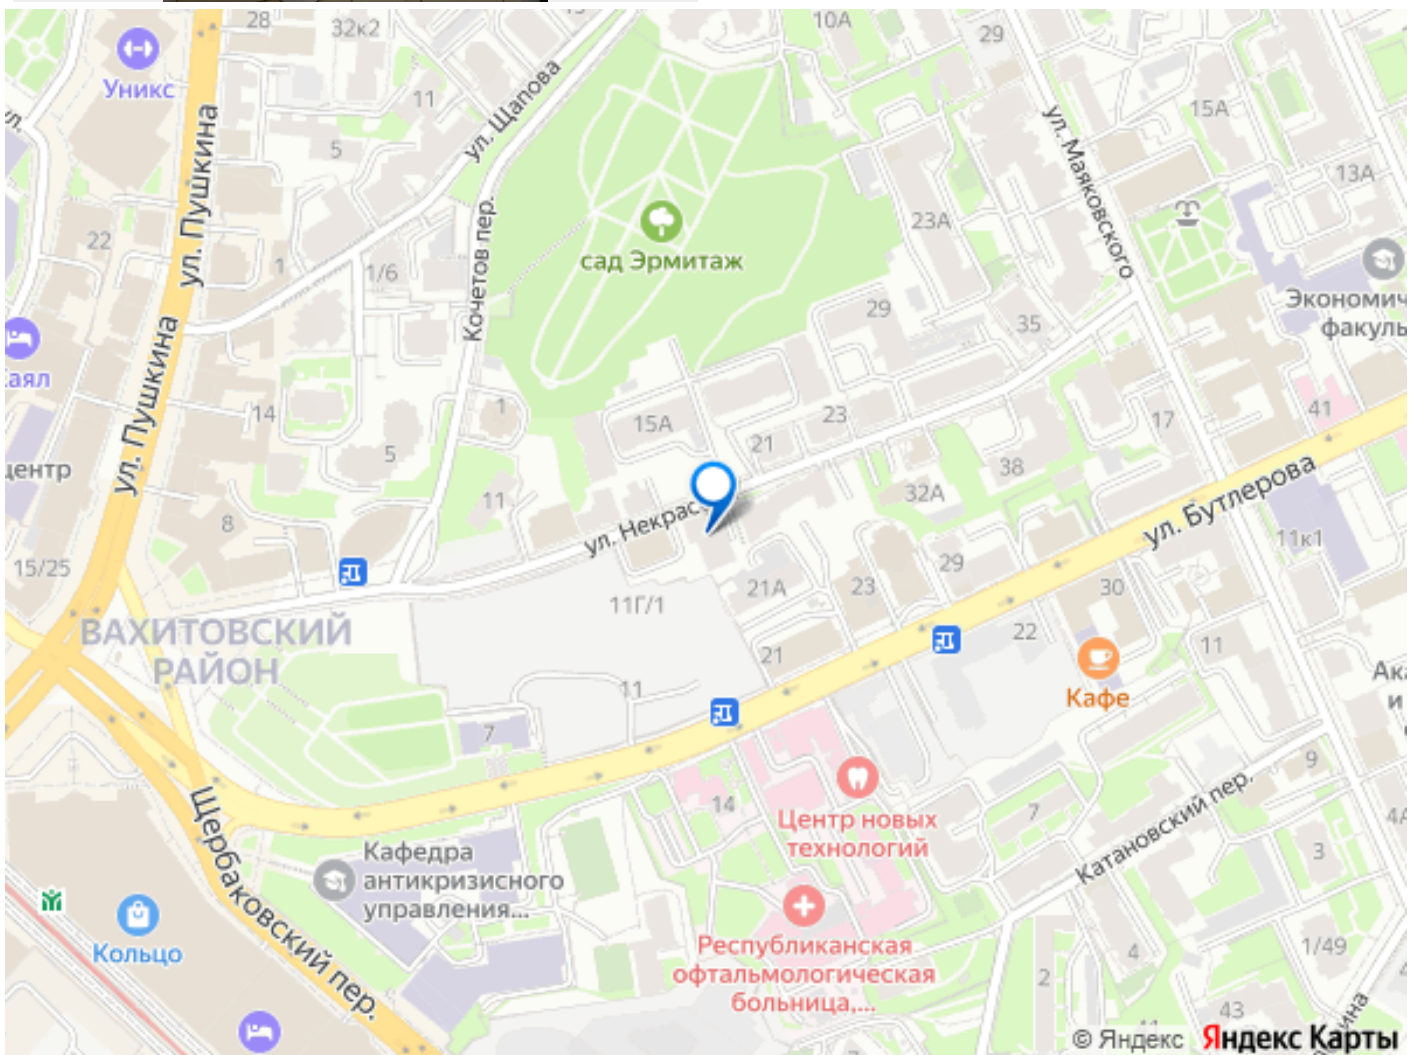 28
32к2
10А
29
Уникс
11
ул. Щапова
ул. Пушкина
5
15А
ул. Маяковского
13А
22
1
1/6
Кочетов пер.
сад Эрмитаж
23А
Экономич
факуль
29
35
ул. Пушкина
аял
14
1
15А
23
21
17
41
центр
5
38
11
32А
8
ул. Некрас
ул. Бутлерова
11к1
15/25
29
11Г/1
21А
23
30
ВАХИТОВСКИЙ
РАЙОН
22
11
21
Кафе
Ака
и
11
7
9
14
Центр новых
технологий
7
Катановский пер.
4А
3
Щербаковский пер.
Кафедра
антикризисного
управления...
Кольцо
Республиканская
офтальмологическая
больница,...
4
1/49
2
43
© Яндекс Яндекс Карты